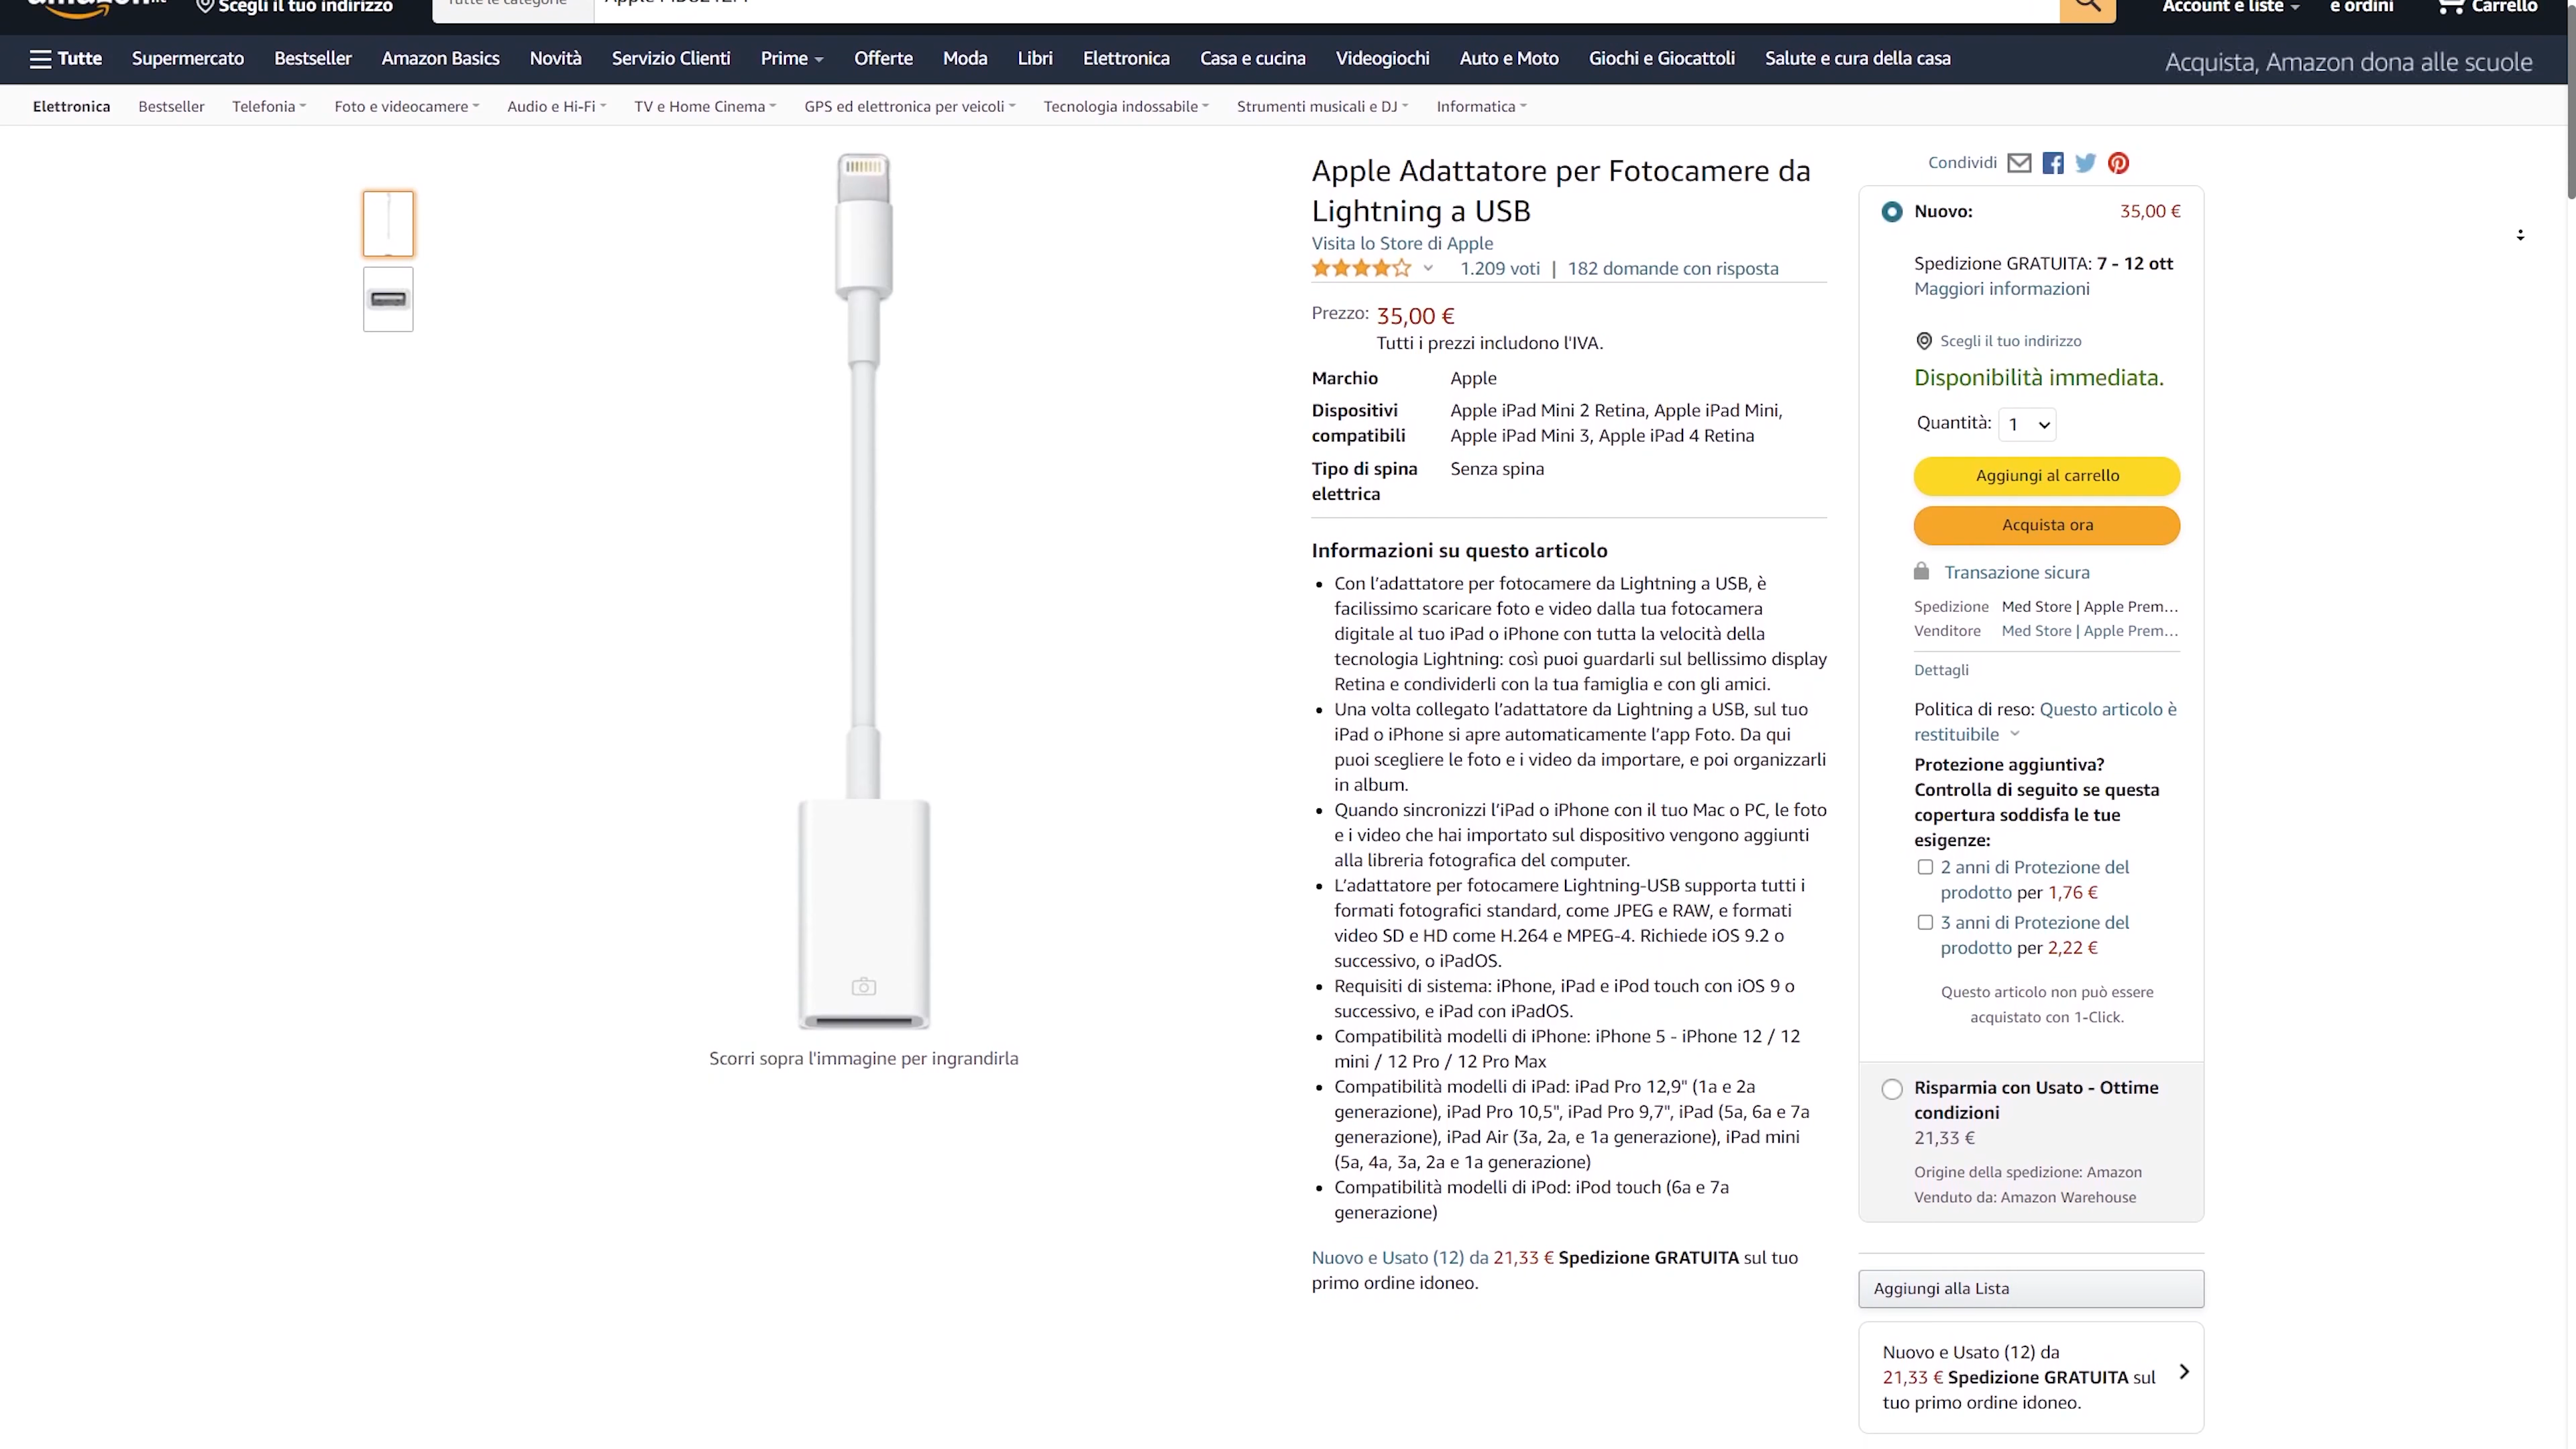 Scegli il tuo indirizzo
Account e liste
e ordini
Carrello
Tutte
Supermercato
Bestseller
Amazon Basics
Novità
Servizio Clienti
Prime
Offerte
Moda
Libri
Elettronica
Casa e cucina
Videogiochi
Auto e Moto
Giochi e Giocattoli
Salute e cura della casa
Acquista, Amazon dona alle scuole
Elettronica
Bestseller
Telefonia
Foto e videocamere
Audio e Hi-Fi
TV e Home Cinema
GPS ed elettronica per veicoli
Tecnologia indossabile
Strumenti musicali e DJ
Informatica
Scorri sopra l'immagine per ingrandirla
Apple Adattatore per Fotocamere da
Lightning a USB
Visita lo Store di Apple
1.209 voti | 182 domande con risposta
Prezzo: 35,00 €
Tutti i prezzi includono l'IVA.
Marchio Apple
Dispositivi Apple iPad Mini 2 Retina, Apple iPad Mini,
compatibili Apple iPad Mini 3, Apple iPad 4 Retina
Tipo di spina Senza spina
elettrica
Informazioni su questo articolo
• Con l’adattatore per fotocamere da Lightning a USB, è
facilissimo scaricare foto e video dalla tua fotocamera
digitale al tuo iPad o iPhone con tutta la velocità della
tecnologia Lightning: così puoi guardarli sul bellissimo display
Retina e condividerli con la tua famiglia e con gli amici.
• Una volta collegato l’adattatore da Lightning a USB, sul tuo
iPad o iPhone si apre automaticamente l’app Foto. Da qui
puoi scegliere le foto e i video da importare, e poi organizzarli
in album.
• Quando sincronizzi l’iPad o iPhone con il tuo Mac o PC, le foto
e i video che hai importato sul dispositivo vengono aggiunti
alla libreria fotografica del computer.
• L’adattatore per fotocamere Lightning-USB supporta tutti i
formati fotografici standard, come JPEG e RAW, e formati
video SD e HD come H.264 e MPEG-4. Richiede iOS 9.2 o
successivo, o iPadOS.
• Requisiti di sistema: iPhone, iPad e iPod touch con iOS 9 o
successivo, e iPad con iPadOS.
• Compatibilità modelli di iPhone: iPhone 5 - iPhone 12 / 12
mini / 12 Pro / 12 Pro Max
• Compatibilità modelli di iPad: iPad Pro 12,9" (1a e 2a
generazione), iPad Pro 10,5", iPad Pro 9,7", iPad (5a, 6a e 7a
generazione), iPad Air (3a, 2a, e 1a generazione), iPad mini
(5a, 4a, 3a, 2a e 1a generazione)
• Compatibilità modelli di iPod: iPod touch (6a e 7a
generazione)
Nuovo e Usato (12) da 21,33 € Spedizione GRATUITA sul tuo
primo ordine idoneo.
Condividi
Nuovo: 35,00 €
Spedizione GRATUITA: 7 - 12 ott
Maggiori informazioni
Scegli il tuo indirizzo
Disponibilità immediata.
Quantità: 1
Aggiungi al carrello
Acquista ora
Transazione sicura
Spedizione Med Store | Apple Prem...
Venditore Med Store | Apple Prem...
Dettagli
Politica di reso: Questo articolo è
restituibile
Protezione aggiuntiva?
Controlla di seguito se questa
copertura soddisfa le tue
esigenze:
2 anni di Protezione del
prodotto per 1,76 €
3 anni di Protezione del
prodotto per 2,22 €
Questo articolo non può essere
acquistato con 1-Click.
Risparmia con Usato - Ottime
condizioni
21,33 €
Origine della spedizione: Amazon
Venduto da: Amazon Warehouse
Aggiungi alla Lista
Nuovo e Usato (12) da
21,33 € Spedizione GRATUITA sul
tuo primo ordine idoneo.